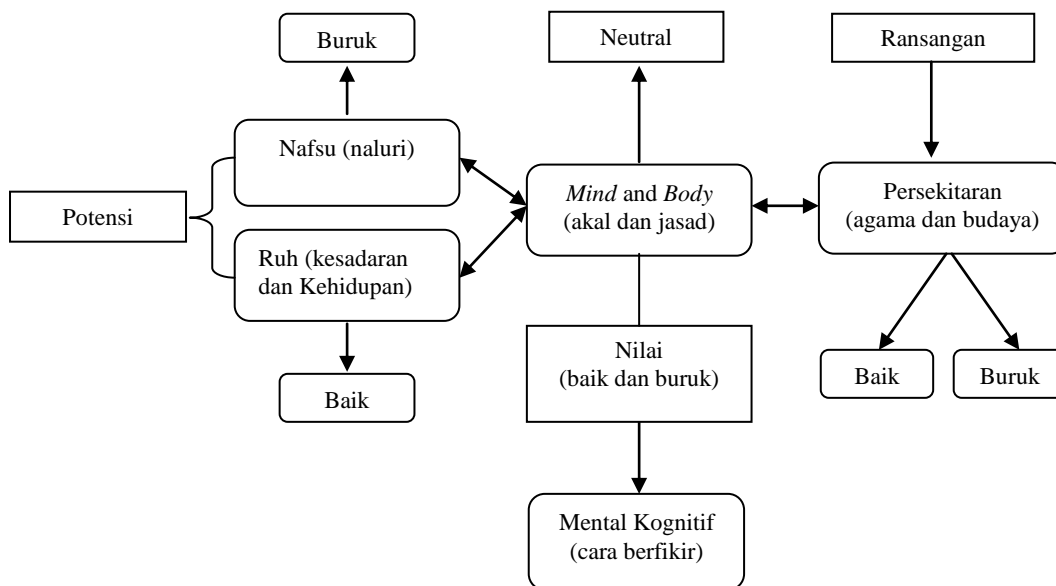 Buruk
Neutral
Ransangan
Nafsu (naluri)
Mind and Body
(akal dan jasad)
Persekitaran
(agama dan budaya)
Potensi
Ruh (kesadaran
dan Kehidupan)
Nilai
(baik dan buruk)
Baik
Buruk
Baik
Mental Kognitif
(cara berfikir)